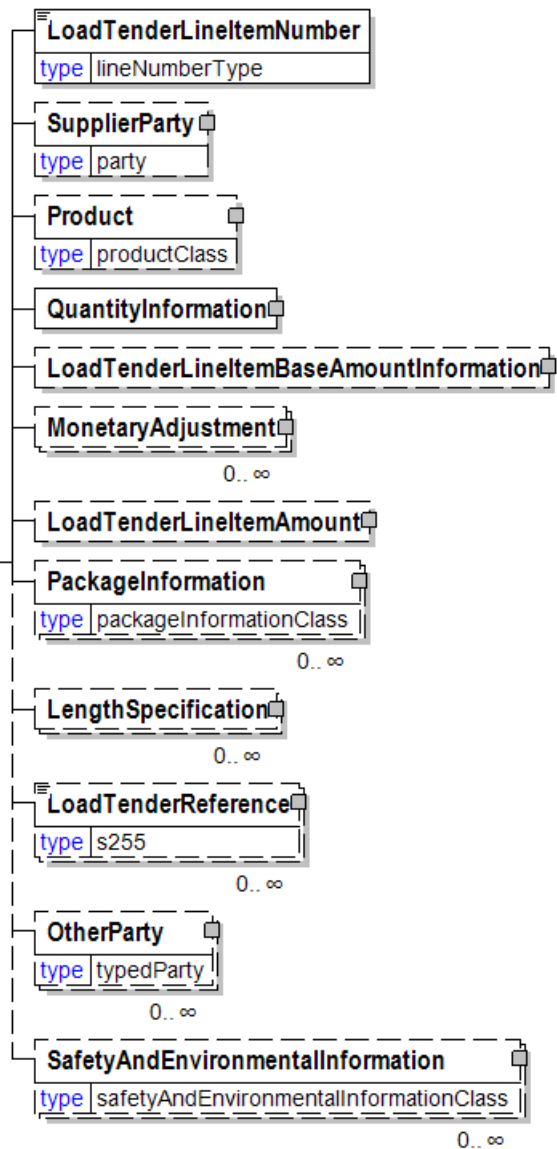 LoadTenderLineItemNumber
type lineNumberType
SupplierParty
type party
Product
type productClass
QuantityInformation
LoadTenderLineItemBaseAmountInformation
MonetaryAdjustment
0.. ∞
LoadTenderLineItemAmount
PackageInformation
type packageInformationClass
0.. ∞
LengthSpecification
0.. ∞
LoadTenderReference
type s255
0.. ∞
OtherParty
type typedParty
0.. ∞
SafetyAndEnvironmentalInformation
type safetyAndEnvironmentalInformationClass
0.. ∞